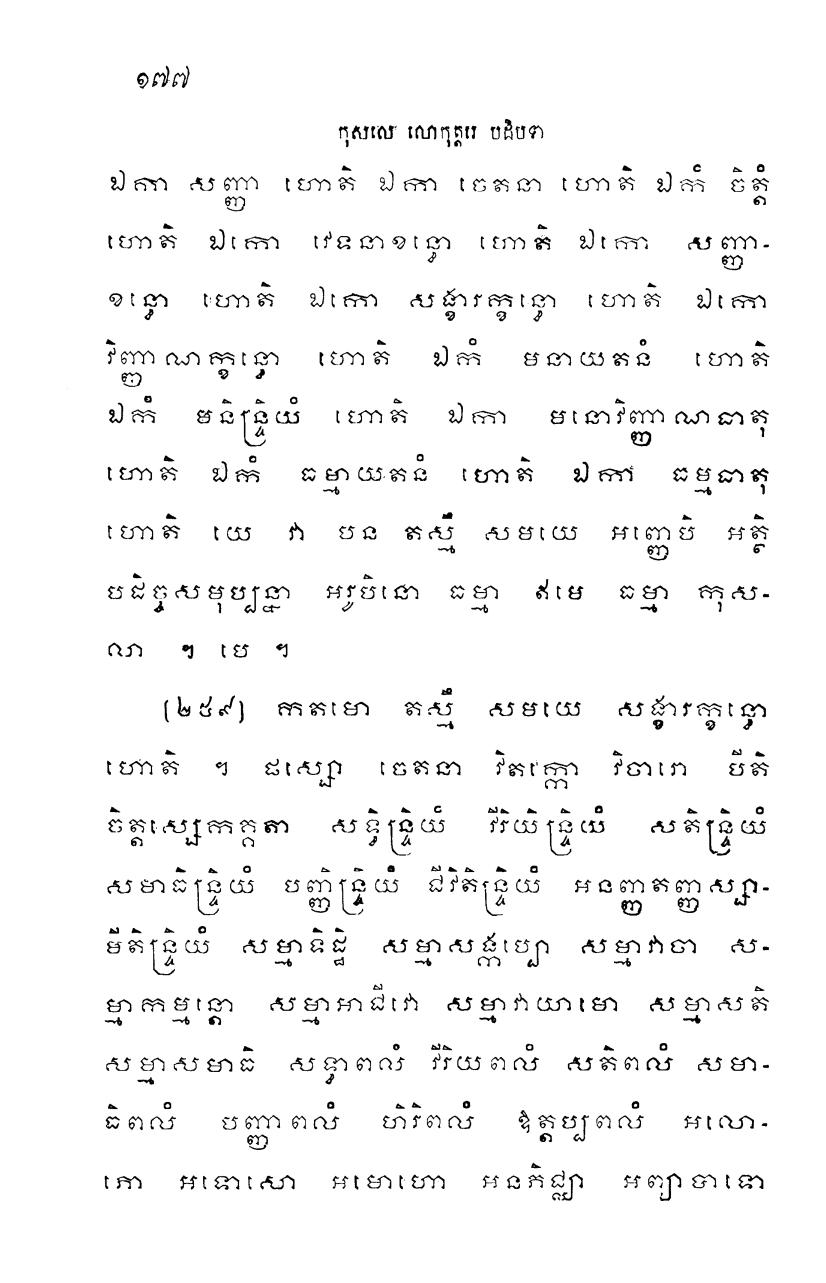 ១៧៧
កុសលេ លោកុត្តរេ បដិបទា
ឯកា សញ្ញា ហោតិ ឯកា ចេតនា ហោតិ ឯកំ ចិត្តំ
ហោតិ ឯកោ វេទនាខន្ធោ ហោតិ ឯកោ សញ្ញា-
ខន្ធោ ហោតិ ឯកោ សង្ខារក្ខន្ធោ ហោតិ ឯកោ
វិញ្ញាណក្ខន្ធោ ហោតិ ឯកំ មនាយតនំ ហោតិ
ឯកំ មនិន្ទ្រិយំ ហោតិ ឯកា មនោវិញ្ញាណធាតុ
ហោតិ ឯកំ ធម្មាយតនំ ហោតិ ឯកា ធម្មធាតុ
ហោតិ យេ វា បន តស្មឹ សមយេ អញ្ញេបិ អត្ថិ
បដិច្ចសមុប្បន្នា អរូបិនោ ធម្មា ឥមេ ធម្មា កុស-
លា ។ បេ ។
(២៥៩) កតមោ តស្មឹ សមយេ សង្ខារក្ខន្ធោ
ហោតិ ។ ផស្សោ ចេតនា វិតក្កោ វិចារោ បីតិ
ចិត្តស្សេកគ្គតា សទ្ធិន្ទ្រិយំ វីរិយិន្ទ្រិយំ សតិន្ទ្រិយំ
សមាធិន្ទ្រិយំ បញ្ញិន្ទ្រិយំ ជីវិតិន្ទ្រិយំ អនញ្ញតញ្ញស្សា-
មីតិន្ទ្រិយំ សម្មាទិដ្ឋិ សម្មាសង្កប្បោ សម្មាវាចា ស-
ម្មាកម្មន្តោ សម្មាអាជីវោ សម្មាវាយាមោ សម្មាសតិ
សម្មាសមាធិ សទ្ធាពលំ វីរិយពលំ សតិពលំ សមា-
ធិពលំ បញ្ញាពលំ ហិរិពលំ ឱត្តប្បពលំ អលោ-
ភោ អទោសោ អមោហោ អនភិជ្ឈា អព្យាបាទោ